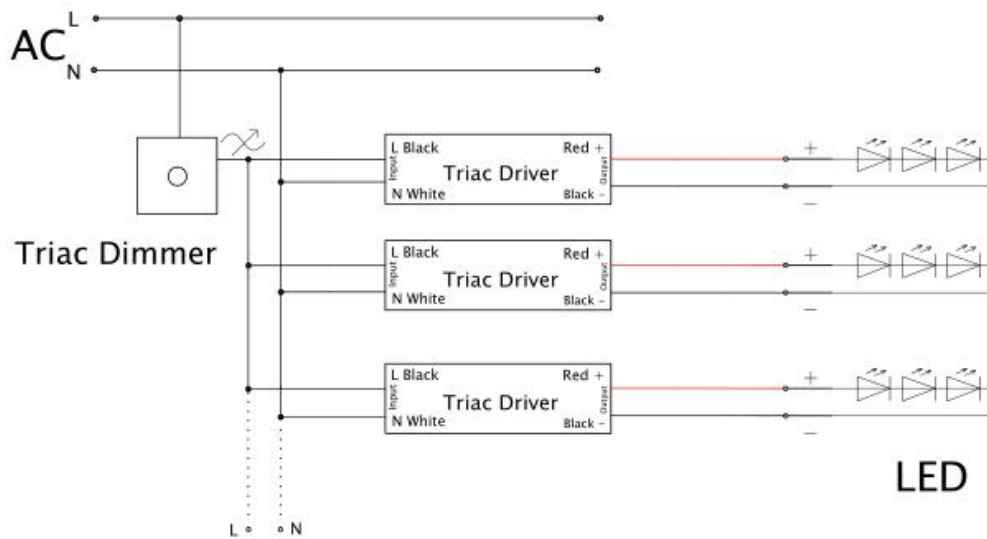 L
AC
N
L Black
Red +
Input
Triac Driver
Output
N White
Black -
Triac Dimmer
L Black
Red +
Input
Triac Driver
Output
N White
Black -
L Black
Red +
Input
Triac Driver
Output
N White
Black -
+
−
+
−
+
−
LED
L
N